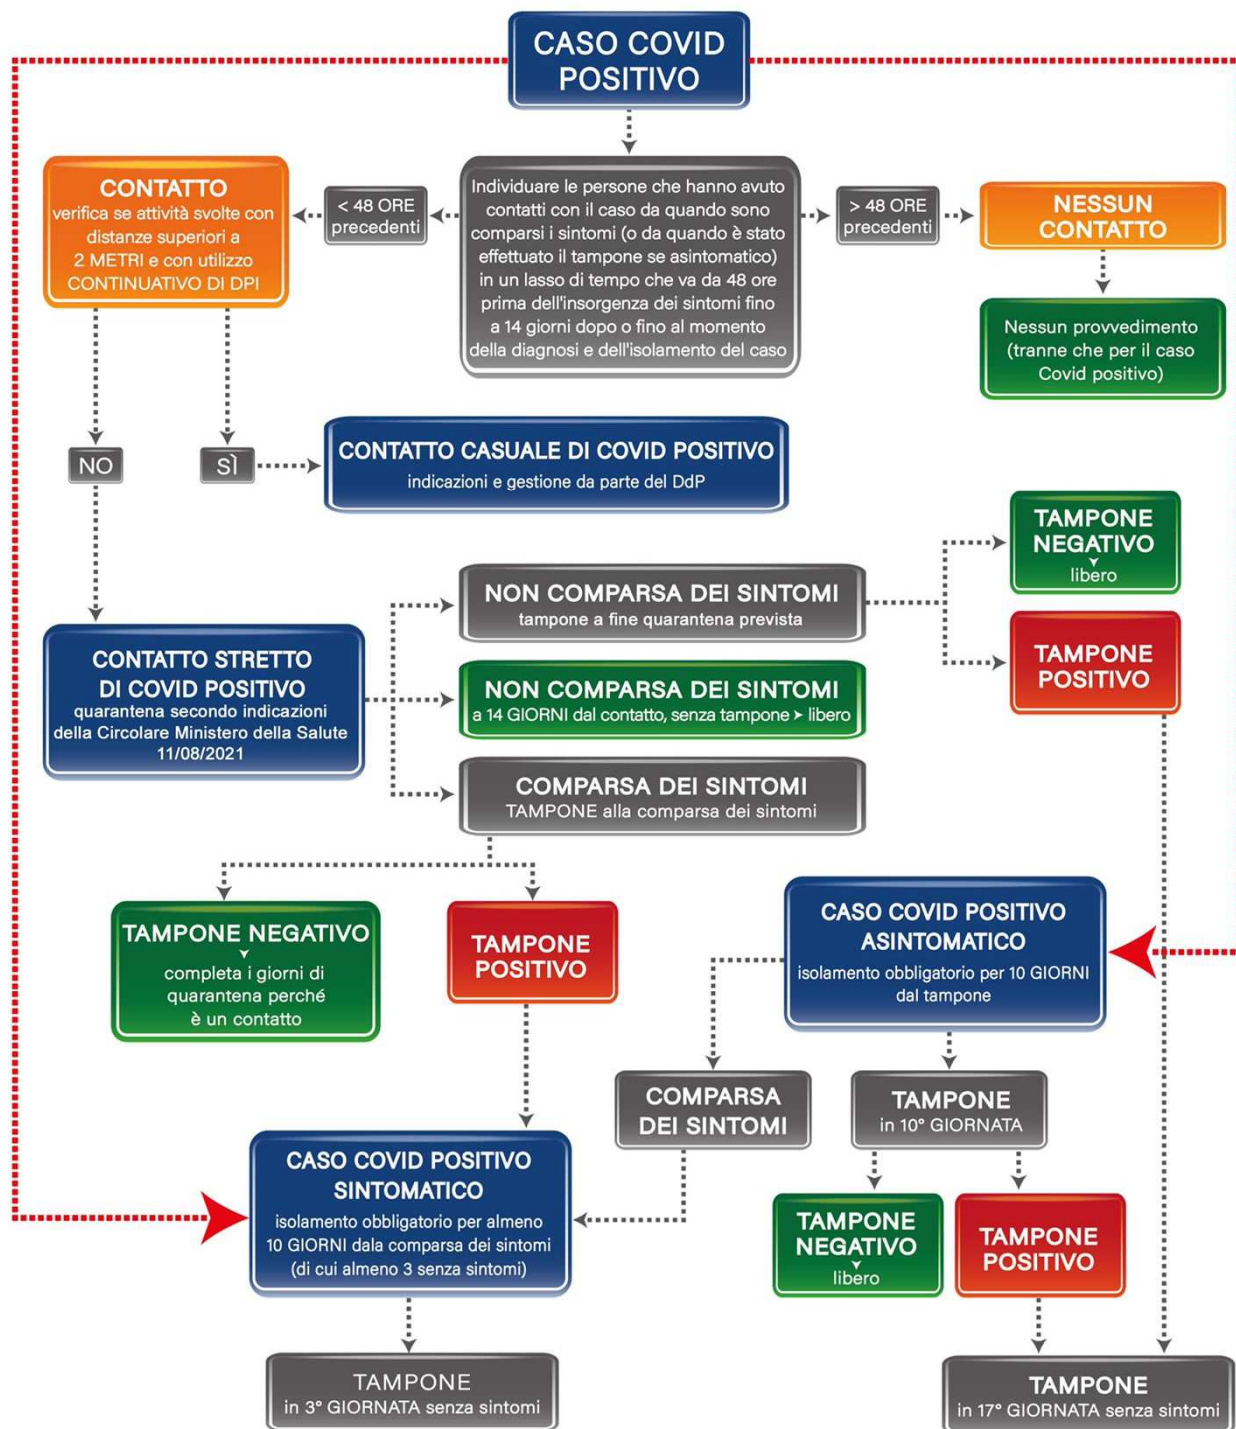 CASO COVID
POSITIVO
CONTATTO
verifica se attività svolte con
distanze superiori a
2 METRI e con utilizzo
CONTINUATIVO DI DPI
< 48 ORE
precedenti
Individuare le persone che hanno avuto
contatti con il caso da quando sono
comparsi i sintomi (o da quando è stato
effettuato il tampone se asintomatico)
in un lasso di tempo che va da 48 ore
prima dell'insorgenza dei sintomi fino
a 14 giorni dopo o fino al momento
della diagnosi e dell'isolamento del caso
> 48 ORE
precedenti
NESSUN
CONTATTO
Nessun provvedimento
(tranne che per il caso
Covid positivo)
NO
SÌ
CONTATTO CASUALE DI COVID POSITIVO
indicazioni e gestione da parte del DdP
CONTATTO STRETTO
DI COVID POSITIVO
quarantena secondo indicazioni
della Circolare Ministero della Salute
11/08/2021
NON COMPARSA DEI SINTOMI
tampone a fine quarantena prevista
TAMPONE
NEGATIVO
libero
TAMPONE
POSITIVO
NON COMPARSA DEI SINTOMI
a 14 GIORNI dal contatto, senza tampone ➤ libero
COMPARSA DEI SINTOMI
TAMPONE alla comparsa dei sintomi
TAMPONE NEGATIVO
completa i giorni di
quarantena perché
è un contatto
TAMPONE
POSITIVO
CASO COVID POSITIVO
ASINTOMATICO
isolamento obbligatorio per 10 GIORNI
dal tampone
COMPARSA
DEI SINTOMI
TAMPONE
in 10° GIORNATA
CASO COVID POSITIVO
SINTOMATICO
isolamento obbligatorio per almeno
10 GIORNI dala comparsa dei sintomi
(di cui almeno 3 senza sintomi)
TAMPONE
NEGATIVO
libero
TAMPONE
POSITIVO
TAMPONE
in 3° GIORNATA senza sintomi
TAMPONE
in 17° GIORNATA senza sintomi